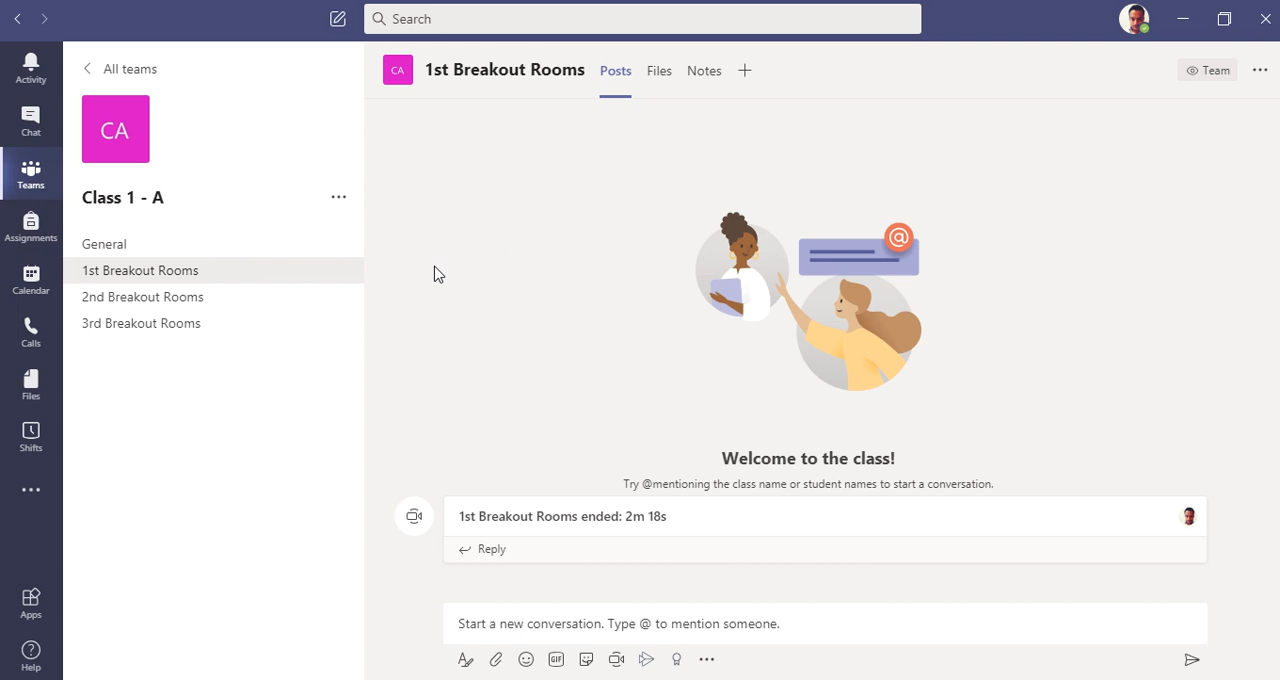 Search
Activity
Chat
Teams
Assignments
Calendar
Calls
Files
Shifts
Apps
Help
All teams
CA
Class 1 - A
General
1st Breakout Rooms
2nd Breakout Rooms
3rd Breakout Rooms
CA 1st Breakout Rooms Posts Files Notes Team
@
Welcome to the class!
Try @mentioning the class name or student names to start a conversation.
1st Breakout Rooms ended: 2m 18s
Reply
Start a new conversation. Type @ to mention someone.
GIF